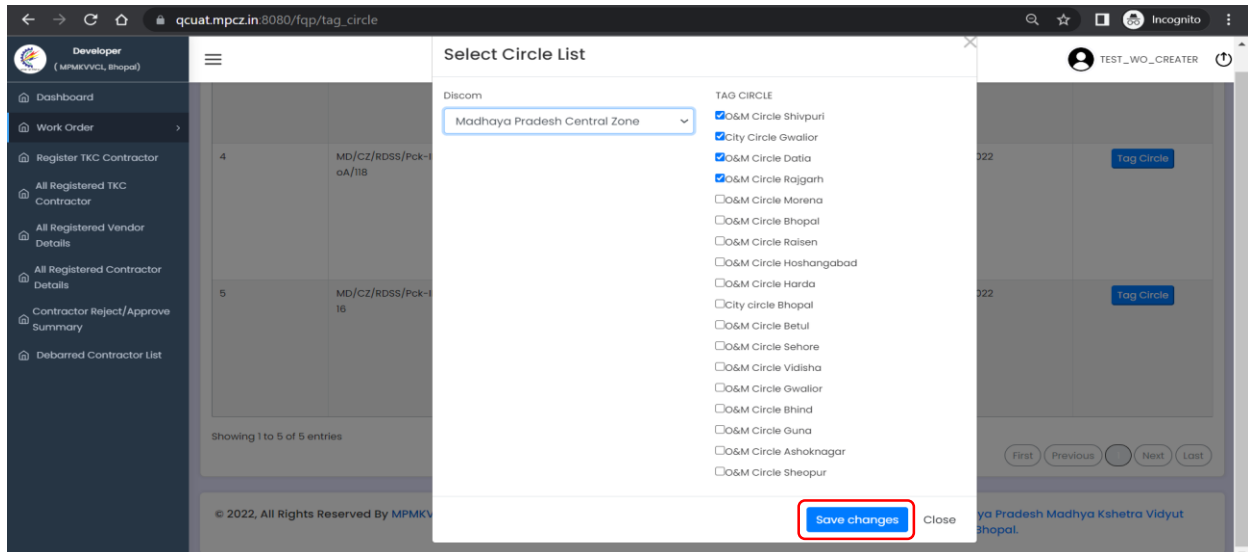 qcuat.mpcz.in:8080/fqp/tag_circle
Incognito
Developer
( MPMKVVCL, Bhopal)
Dashboard
Work Order
Register TKC Contractor
All Registered TKC
Contractor
All Registered Vendor
Details
All Registered Contractor
Details
Contractor Reject/Approve
Summary
Debarred Contractor List
TEST_WO_CREATER
Select Circle List
Discom
Madhaya Pradesh Central Zone
TAG CIRCLE
O&M Circle Shivpuri
City Circle Gwalior
O&M Circle Datia
O&M Circle Rajgarh
O&M Circle Morena
O&M Circle Bhopal
O&M Circle Raisen
O&M Circle Hoshangabad
O&M Circle Harda
City circle Bhopal
O&M Circle Betul
O&M Circle Sehore
O&M Circle Vidisha
O&M Circle Gwalior
O&M Circle Bhind
O&M Circle Guna
O&M Circle Ashoknagar
O&M Circle Sheopur
Save changes Close
4 MD/CZ/RDSS/Pck-I 022 Tag Circle
oA/118
5 MD/CZ/RDSS/Pck-I 022 Tag Circle
16
Showing 1 to 5 of 5 entries
First Previous Next Last
© 2022, All Rights Reserved By MPMKV ya Pradesh Madhya Kshetra Vidyut
Bhopal.